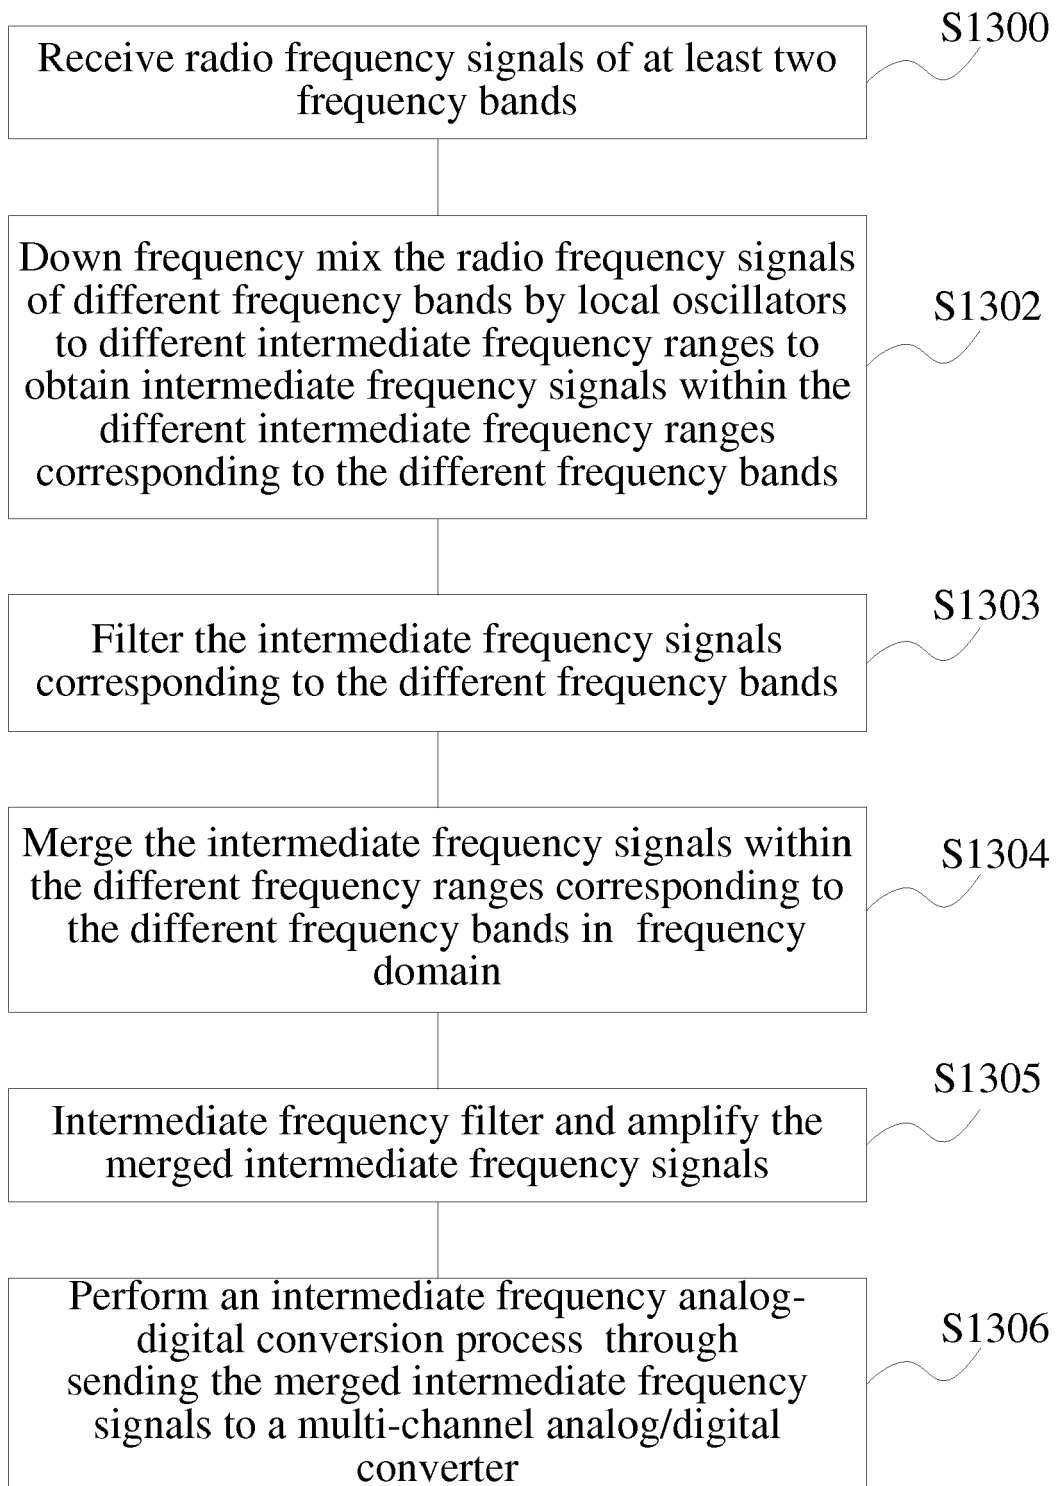 S1300
Receive radio frequency signals of at least two
frequency bands
Down frequency mix the radio frequency signals
of different frequency bands by local oscillators
to different intermediate frequency ranges to
obtain intermediate frequency signals within the
different intermediate frequency ranges
corresponding to the different frequency bands
S1302
S1303
Filter the intermediate frequency signals
corresponding to the different frequency bands
Merge the intermediate frequency signals within
the different frequency ranges corresponding to
the different frequency bands in frequency
domain
S1304
S1305
Intermediate frequency filter and amplify the
merged intermediate frequency signals
Perform an intermediate frequency analog-
digital conversion process through
sending the merged intermediate frequency
signals to a multi-channel analog/digital
converter
S1306